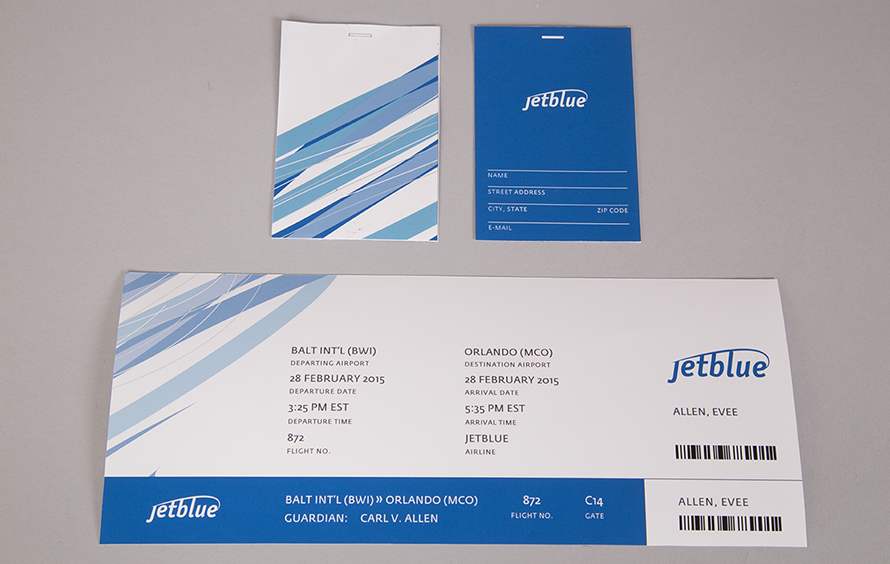 jetblue
NAME
STREET ADDRESS
CITY, STATE ZIP CODE
E-MAIL
BALT INT'L (BWI)
DEPARTING AIRPORT
28 FEBRUARY 2015
DEPARTURE DATE
3:25 PM EST
DEPARTURE TIME
872
FLIGHT NO.
ORLANDO (MCO)
DESTINATION AIRPORT
28 FEBRUARY 2015
ARRIVAL DATE
5:35 PM EST
ARRIVAL TIME
JETBLUE
AIRLINE
jetblue
ALLEN, EVEE
jetblue
BALT INT'L (BWI) » ORLANDO (MCO)
GUARDIAN: CARL V. ALLEN
872
FLIGHT NO.
C14
GATE
ALLEN, EVEE